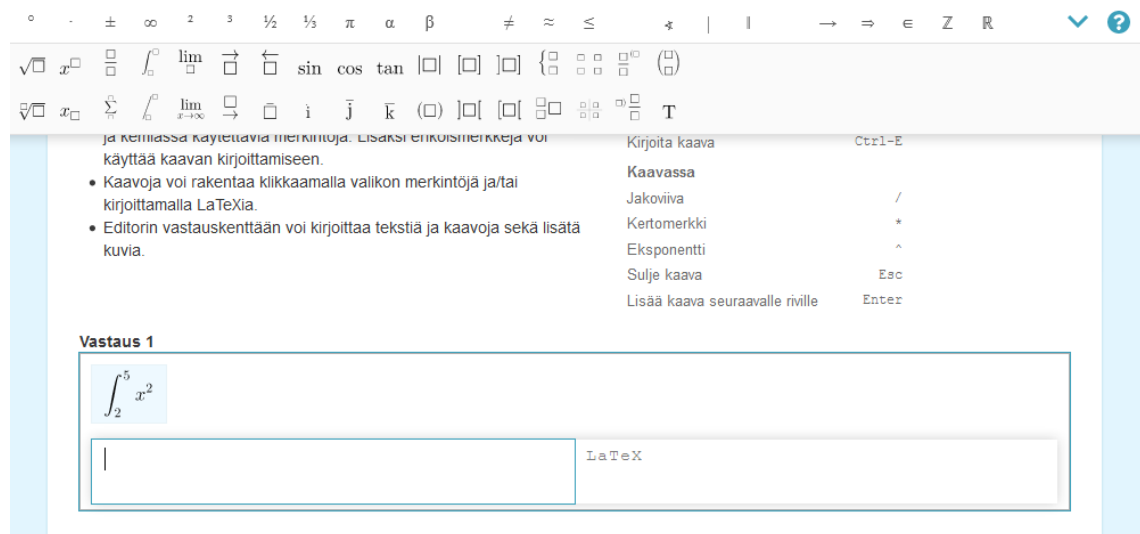 ° · ± ∞ ² ³ ½ ⅓ π α β ≠ ≈ ≤ ∢ | ∥ → ⇒ ∈ ℤ ℝ
√□ x□ □/□ ∫ lim □ □ sin cos tan |□| [□] ]□]
∛□ x□ Σ lim x→∞ □ → □ ī j̄ k̄ (□) ]□[ [□[ T
ja kemiassa käytettäviä merkintöjä. Lisäksi erikoismerkkejä voi
käyttää kaavan kirjoittamiseen.
• Kaavoja voi rakentaa klikkaamalla valikon merkintöjä ja/tai
kirjoittamalla LaTeXia.
• Editorin vastauskenttään voi kirjoittaa tekstiä ja kaavoja sekä lisätä
kuvia.
Kirjoita kaava Ctrl-E
Kaavassa
Jakoviiva /
Kertomerkki *
Eksponentti ^
Sulje kaava Esc
Lisää kaava seuraavalle riville Enter
Vastaus 1
∫₂⁵ x²
LaTeX